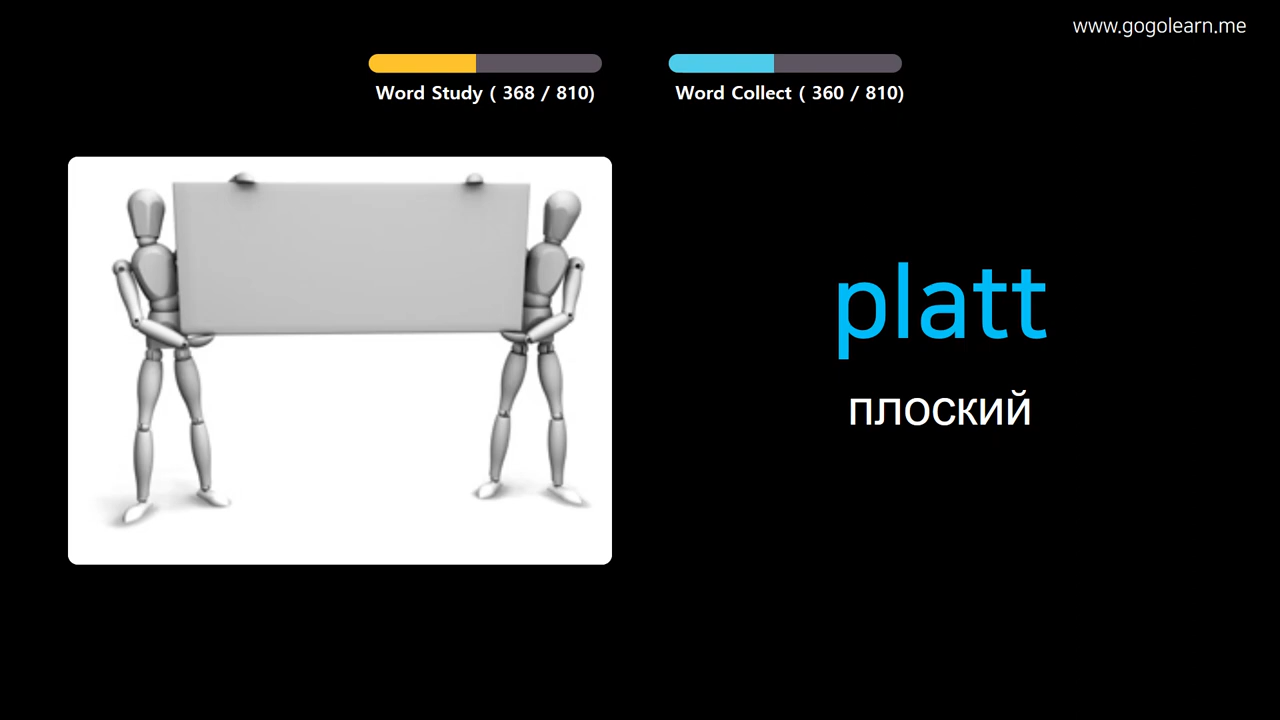 www.gogolearn.me
Word Study ( 368 / 810)
Word Collect ( 360 / 810)
platt
плоский